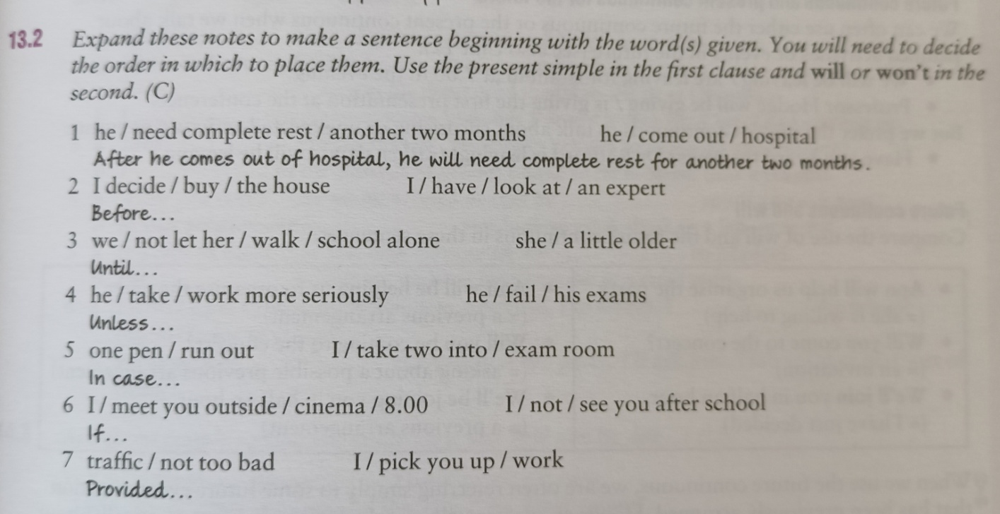 13.2 Expand these notes to make a sentence beginning with the word(s) given. You will need to decide
the order in which to place them. Use the present simple in the first clause and will or won't in the
second. (C)
1 he / need complete rest / another two months he / come out / hospital
After he comes out of hospital, he will need complete rest for another two months.
2 I decide / buy / the house I / have / look at / an expert
Before...
3 we / not let her / walk / school alone she / a little older
Until...
4 he / take / work more seriously he / fail / his exams
Unless...
5 one pen / run out I / take two into / exam room
In case...
6 I / meet you outside / cinema / 8.00 I / not / see you after school
If...
7 traffic / not too bad I / pick you up / work
Provided...